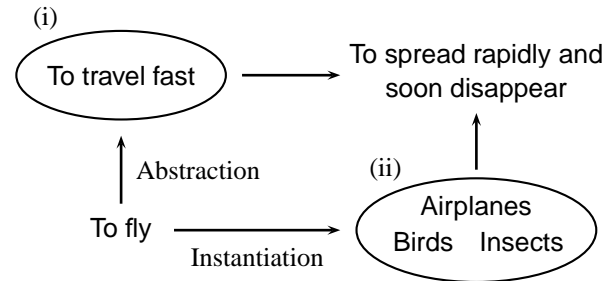 (i)
To travel fast
To spread rapidly and
soon disappear
Abstraction
(ii)
To fly
Instantiation
Airplanes
Birds Insects